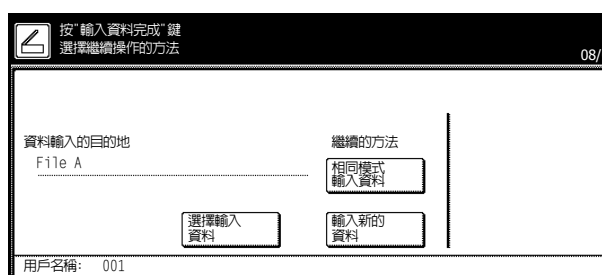 按"輸入資料完成"鍵
選擇繼續操作的方法
08/
資料輸入的目的地
繼續的方法
File A
相同模式
輸入資料
選擇輸入
資料
輸入新的
資料
用戶名稱: 001